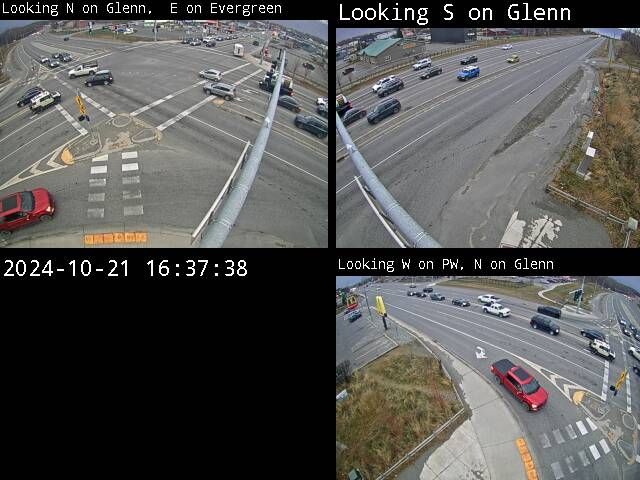 Looking N on Glenn, E on Evergreen
Looking S on Glenn
2024-10-21 16:37:38
Looking W on PW, N on Glenn